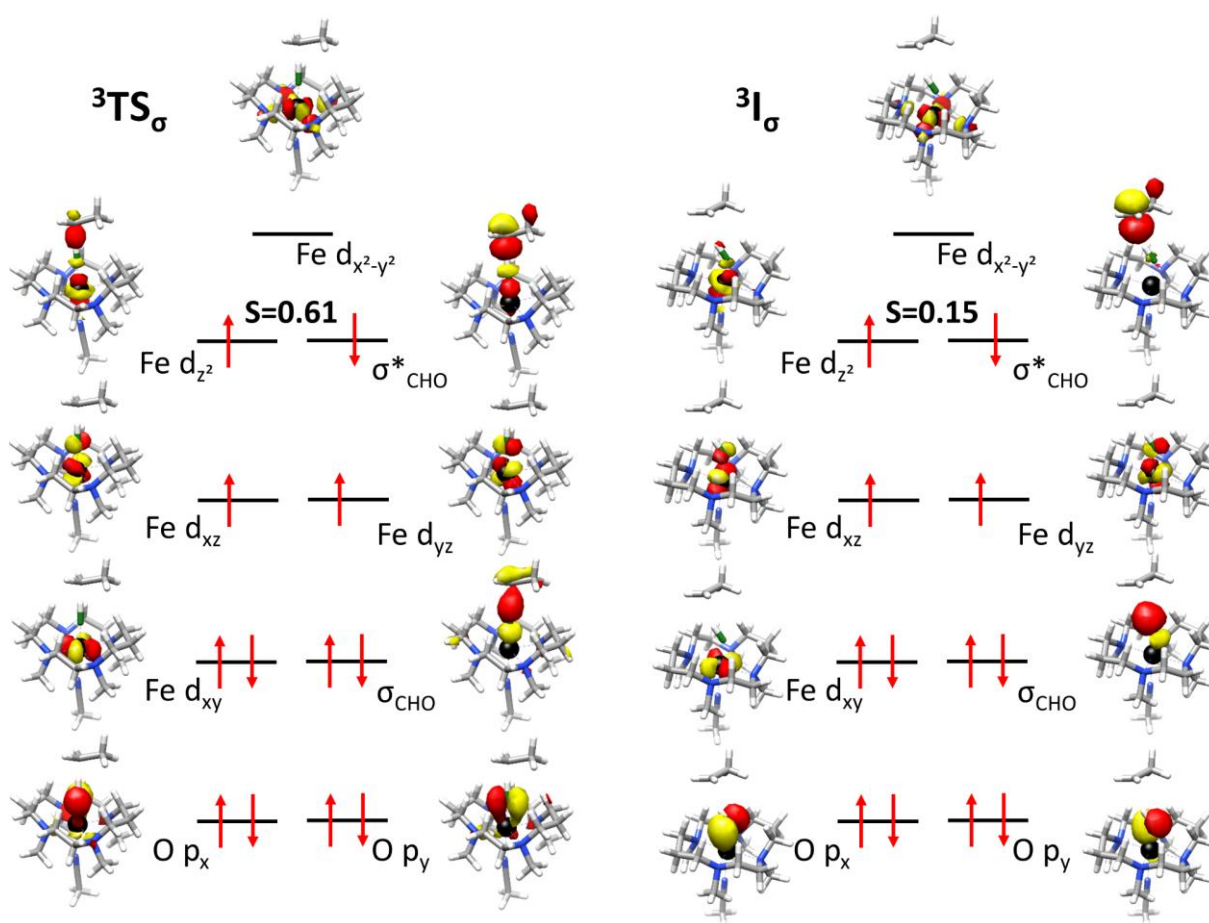 ³TSσ
Fe dx²-y²
S=0.61
Fe dz²
σ*CHO
Fe dxz
Fe dyz
Fe dxy
σCHO
O px
O py
³Iσ
Fe dx²-y²
S=0.15
Fe dz²
σ*CHO
Fe dxz
Fe dyz
Fe dxy
σCHO
O px
O py